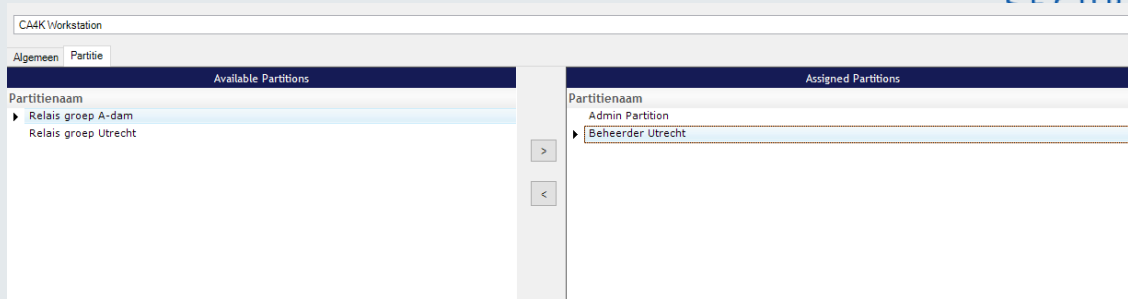 CA4K Workstation
Algemeen Partitie
Available Partitions
Partitienaam
Relais groep A-dam
Relais groep Utrecht
>
<
Assigned Partitions
Partitienaam
Admin Partition
Beheerder Utrecht